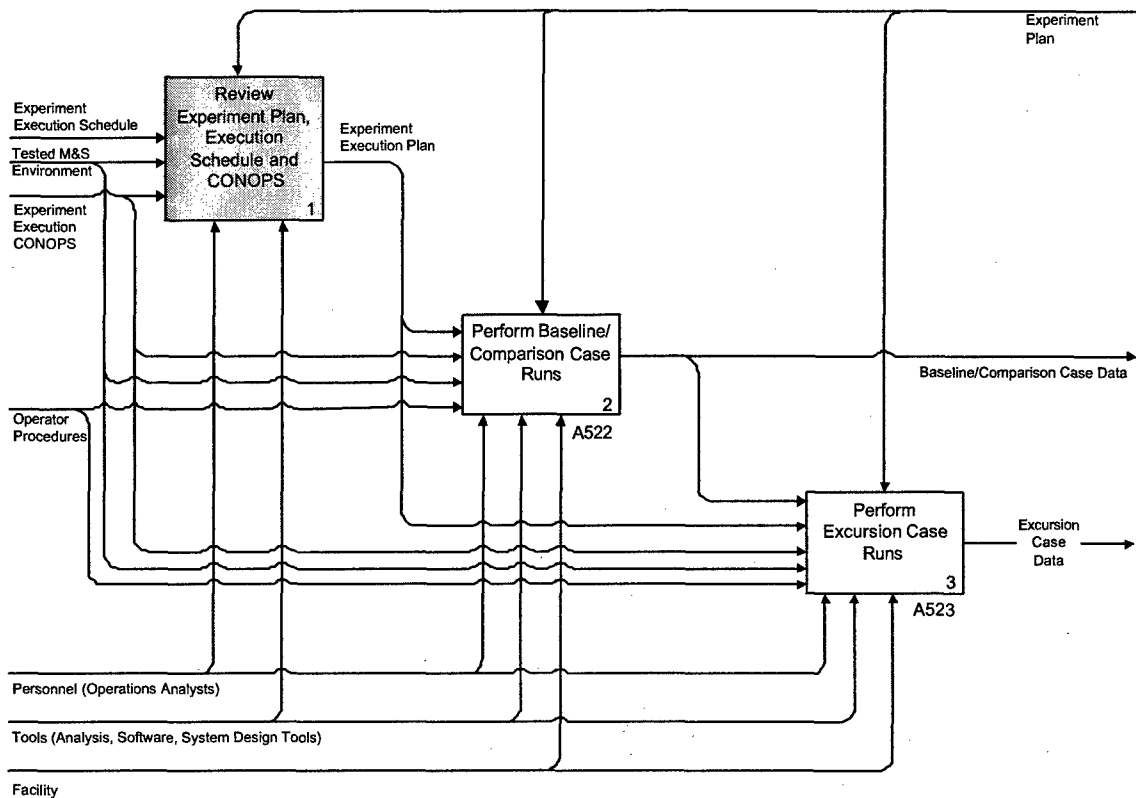 Experiment
Plan
Review
Experiment Plan,
Execution
Schedule and
CONOPS
1
Experiment
Execution Schedule
Tested M&S
Environment
Experiment
Execution
CONOPS
Experiment
Execution Plan
Perform Baseline/
Comparison Case
Runs
2
A522
Baseline/Comparison Case Data
Operator
Procedures
Perform
Excursion Case
Runs
3
A523
Excursion
Case
Data
Personnel (Operations Analysts)
Tools (Analysis, Software, System Design Tools)
Facility